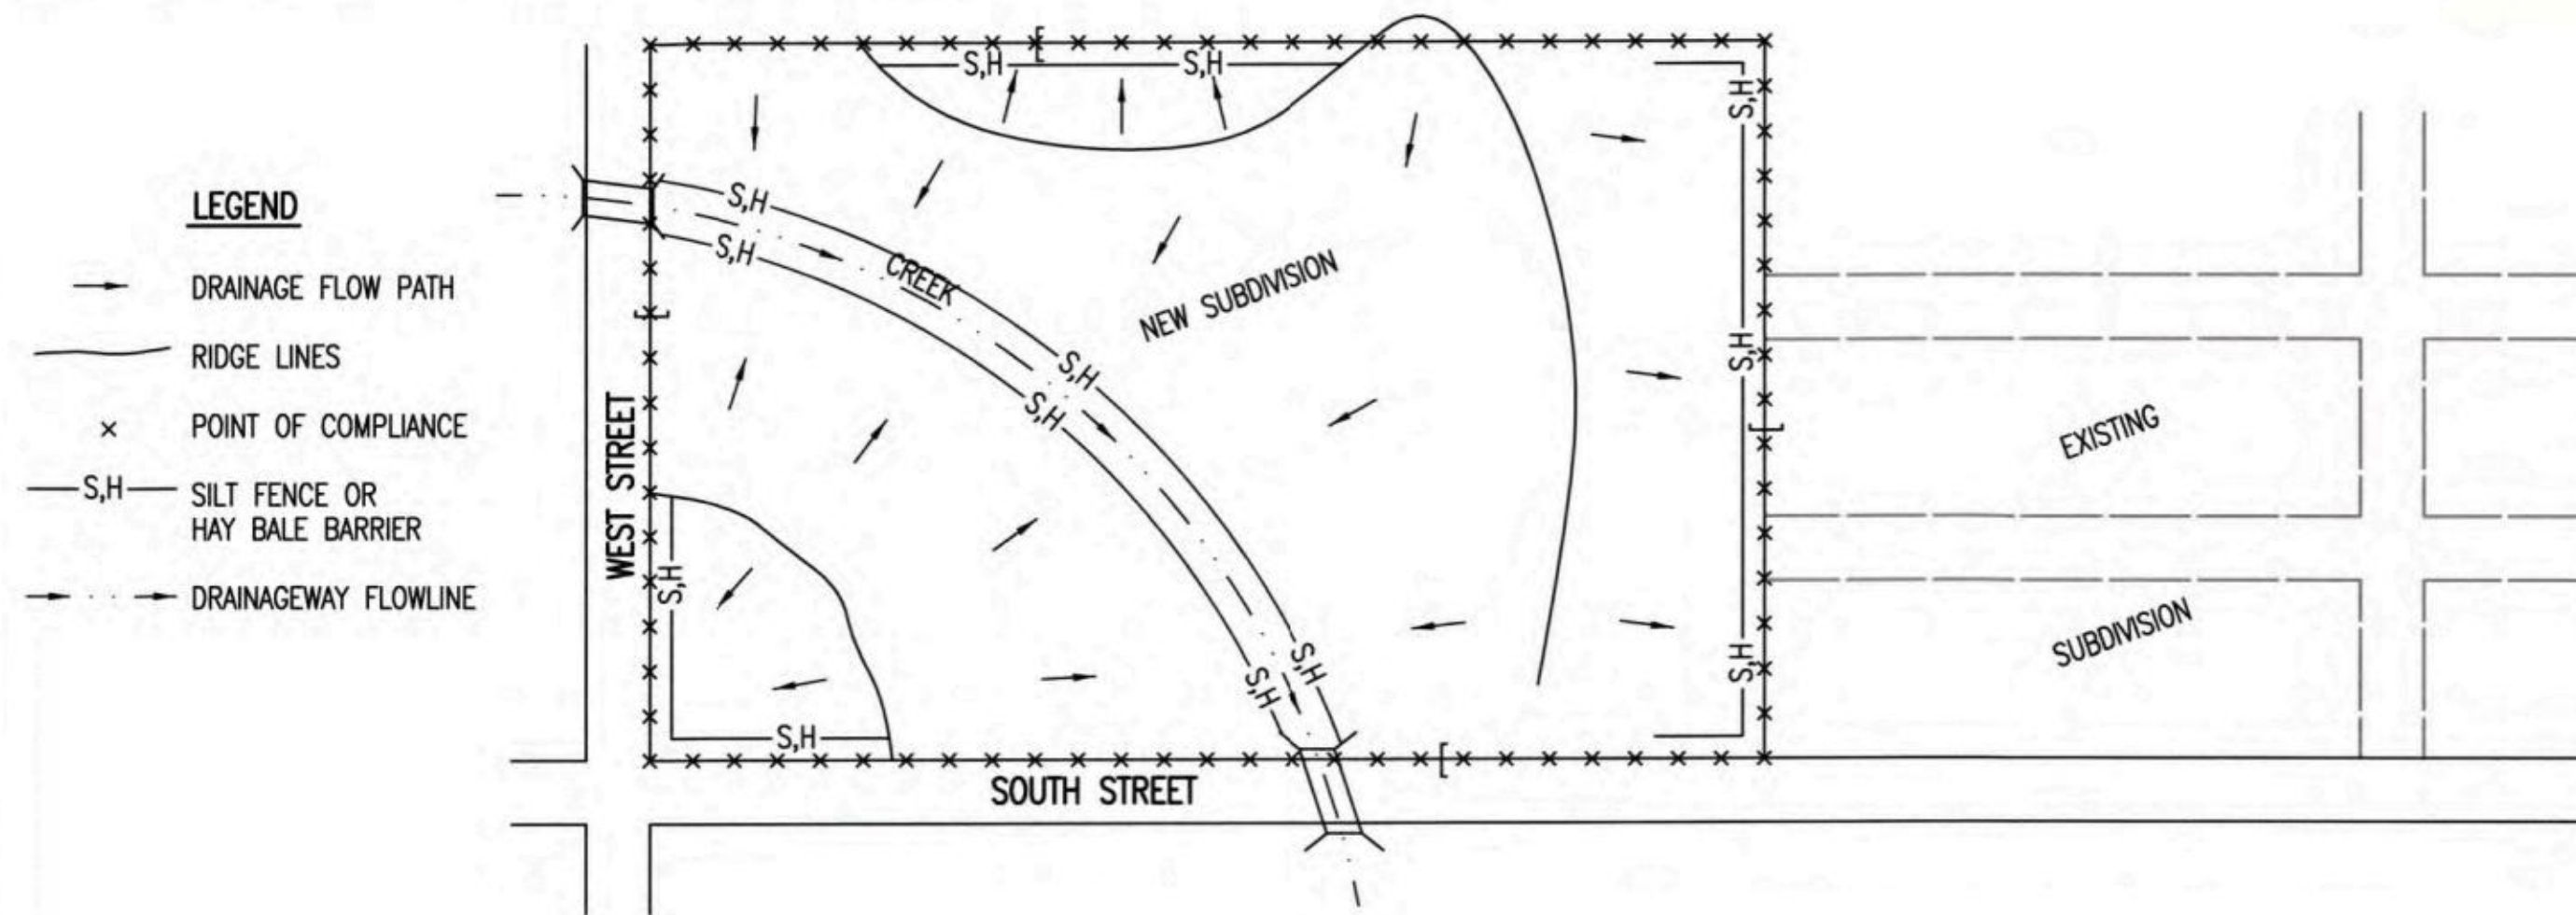 LEGEND
DRAINAGE FLOW PATH
RIDGE LINES
× POINT OF COMPLIANCE
S,H SILT FENCE OR
HAY BALE BARRIER
DRAINAGEWAY FLOWLINE
S,H
S,H
S,H
S,H
S,H
CREEK
NEW SUBDIVISION
S,H
S,H
S,H
S,H
WEST STREET
S,H
S,H
S,H
S,H
S,H
SOUTH STREET
EXISTING
SUBDIVISION